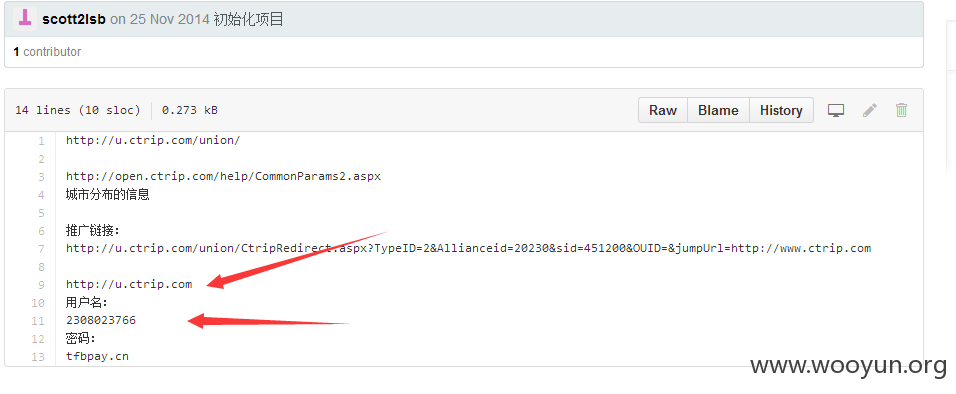 scott2lsb on 25 Nov 2014 初始化项目
1 contributor
14 lines (10 sloc) 0.273 kB
Raw Blame History
1 http://u.ctrip.com/union/
2
3 http://open.ctrip.com/help/CommonParams2.aspx
4 城市分布的信息
5
6 推广链接:
7 http://u.ctrip.com/union/CtripRedirect.aspx?TypeID=2&Allianceid=20230&sid=451200&OUID=&jumpUrl=http://www.ctrip.com
8
9 http://u.ctrip.com
10 用户名:
11 2308023766
12 密码:
13 tfbpay.cn
www.wooyun.org